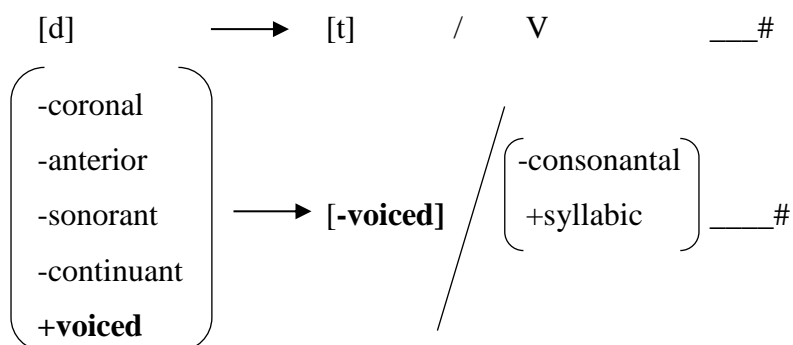 [d] → [t] / V ___#
-coronal
-anterior
-sonorant
-continuant
+voiced
→ [-voiced] /
-consonantal
+syllabic
____#